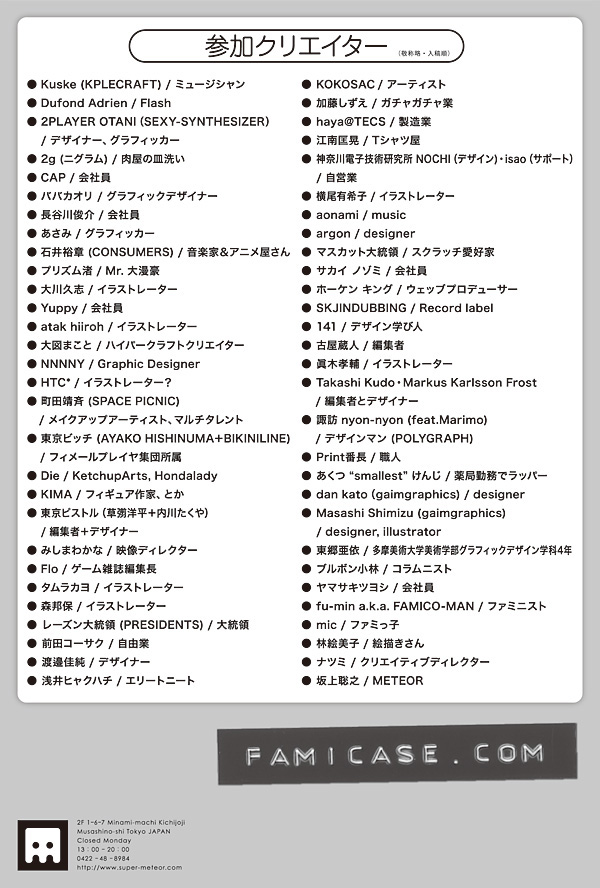 参加クリエイター (敬称略・入稿順)
● Kuske (KPLECRAFT) / ミュージシャン
● Dufond Adrien / Flash
● 2PLAYER OTANI (SEXY-SYNTHESIZER)
/ デザイナー、グラフィッカー
● 2g (ニグラム) / 肉屋の皿洗い
● CAP / 会社員
● ババカオリ / グラフィックデザイナー
● 長谷川俊介 / 会社員
● あさみ / グラフィッカー
● 石井裕章 (CONSUMERS) / 音楽家&アニメ屋さん
● プリズム渚 / Mr. 大漫豪
● 大川久志 / イラストレーター
● Yuppy / 会社員
● atak hiiroh / イラストレーター
● 大図まこと / ハイパークラフトクリエイター
● NNNNY / Graphic Designer
● HTC* / イラストレーター?
● 町田靖斉 (SPACE PICNIC)
/ メイクアップアーティスト、マルチタレント
● 東京ビッチ (AYAKO HISHINUMA+BIKINILINE)
/ フィメールプレイヤ集団所属
● Die / KetchupArts, Hondalady
● KIMA / フィギュア作家、とか
● 東京ピストル (草彅洋平+内川たくや)
/ 編集者+デザイナー
● みしまわかな / 映像ディレクター
● Flo / ゲーム雑誌編集長
● タムラカヨ / イラストレーター
● 森邦保 / イラストレーター
● レーズン大統領 (PRESIDENTS) / 大統領
● 前田コーサク / 自由業
● 渡邉佳純 / デザイナー
● 浅井ヒャクハチ / エリートニート
● KOKOSAC / アーティスト
● 加藤しずえ / ガチャガチャ業
● haya@TECS / 製造業
● 江南匡晃 / Tシャツ屋
● 神奈川電子技術研究所 NOCHI (デザイン)・isao (サポート)
/ 自営業
● 横尾有希子 / イラストレーター
● aonami / music
● argon / designer
● マスカット大統領 / スクラッチ愛好家
● サカイ ノゾミ / 会社員
● ホーケン キング / ウェッブプロデューサー
● SKJINDUBBING / Record label
● 141 / デザイン学び人
● 古屋蔵人 / 編集者
● 眞木孝輔 / イラストレーター
● Takashi Kudo・Markus Karlsson Frost
/ 編集者とデザイナー
● 諏訪 nyon-nyon (feat.Marimo)
/ デザインマン (POLYGRAPH)
● Print番長 / 職人
● あくつ “smallest” けんじ / 薬局勤務でラッパー
● dan kato (gaimgraphics) / designer
● Masashi Shimizu (gaimgraphics)
/ designer, illustrator
● 東郷亜依 / 多摩美術大学美術学部グラフィックデザイン学科4年
● ブルボン小林 / コラムニスト
● ヤマサキツヨシ / 会社員
● fu-min a.k.a. FAMICO-MAN / ファミニスト
● mic / ファミっ子
● 林絵美子 / 絵描きさん
● ナツミ / クリエイティブディレクター
● 坂上聡之 / METEOR
FAMICASE.COM
2F 1-6-7 Minami-machi Kichijoji
Musashino-shi Tokyo JAPAN
Closed Monday
13:00 - 20:00
0422 - 48 - 8984
http://www.super-meteor.com